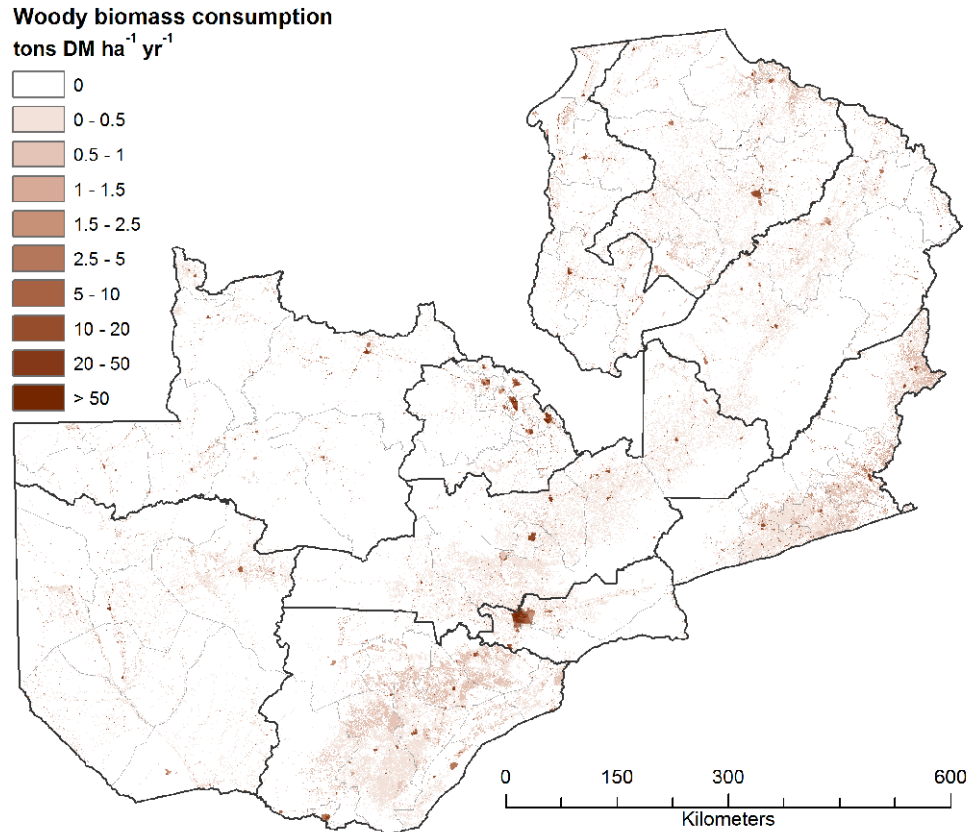 Woody biomass consumption
tons DM ha⁻¹ yr⁻¹
0
0 - 0.5
0.5 - 1
1 - 1.5
1.5 - 2.5
2.5 - 5
5 - 10
10 - 20
20 - 50
> 50
0 150 300 600
Kilometers